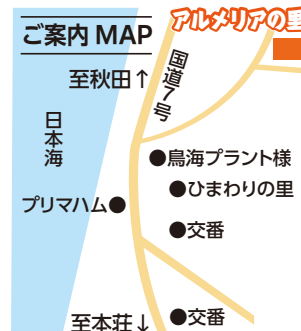 ご案内 MAP
アルメリアの里
至秋田↑
国道7号
日本海
●鳥海プラント様
●ひまわりの里
プリマハム●
●交番
至本荘↓
●交番